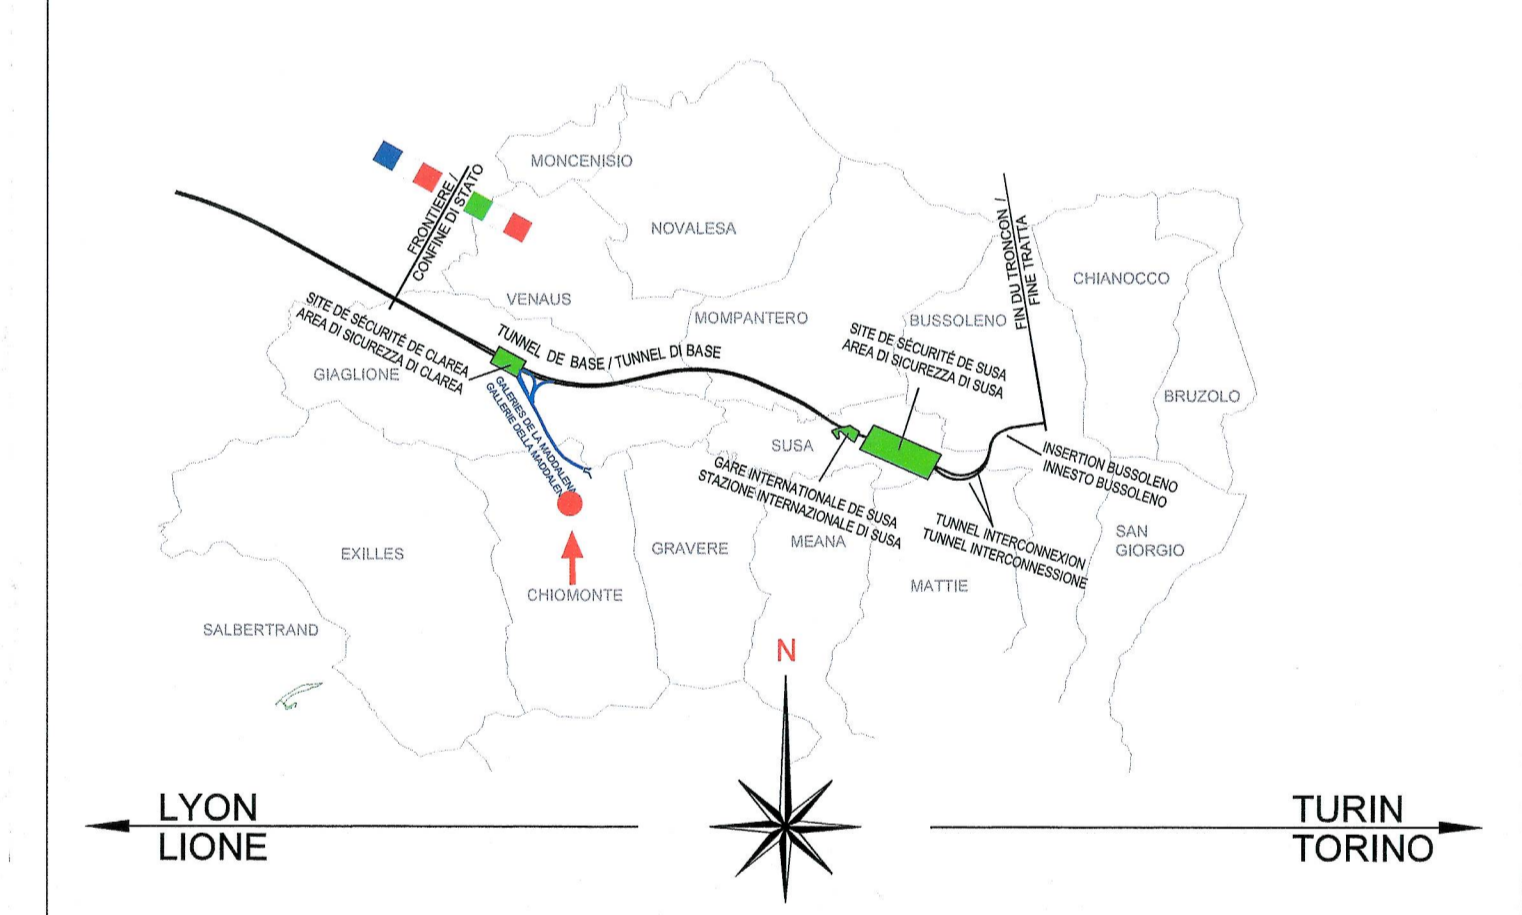 MONCENISIO
FRONTIERE /
CONFINE DI STATO
NOVALESA
FIN DU TRONCON /
FINE TRATTA
CHIANOCCO
VENAUS
MOMPANTERO
BUSSOLENO
SITE DE SÉCURITÉ DE CLAREA
AREA DI SICUREZZA DI CLAREA
TUNNEL DE BASE / TUNNEL DI BASE
SITE DE SÉCURITÉ DE SUSA
AREA DI SICUREZZA DI SUSA
GIAGLIONE
BRUZOLO
GALERIES DE LA MADDALENA
GALLERIE DELLA MADDALENA
SUSA
INSERTION BUSSOLENO
INNESTO BUSSOLENO
GARE INTERNATIONALE DE SUSA
STAZIONE INTERNAZIONALE DI SUSA
TUNNEL INTERCONNEXION
TUNNEL INTERCONNESSIONE
SAN
GIORGIO
EXILLES
GRAVERE
MEANA
MATTIE
CHIOMONTE
SALBERTRAND
N
LYON
LIONE
TURIN
TORINO